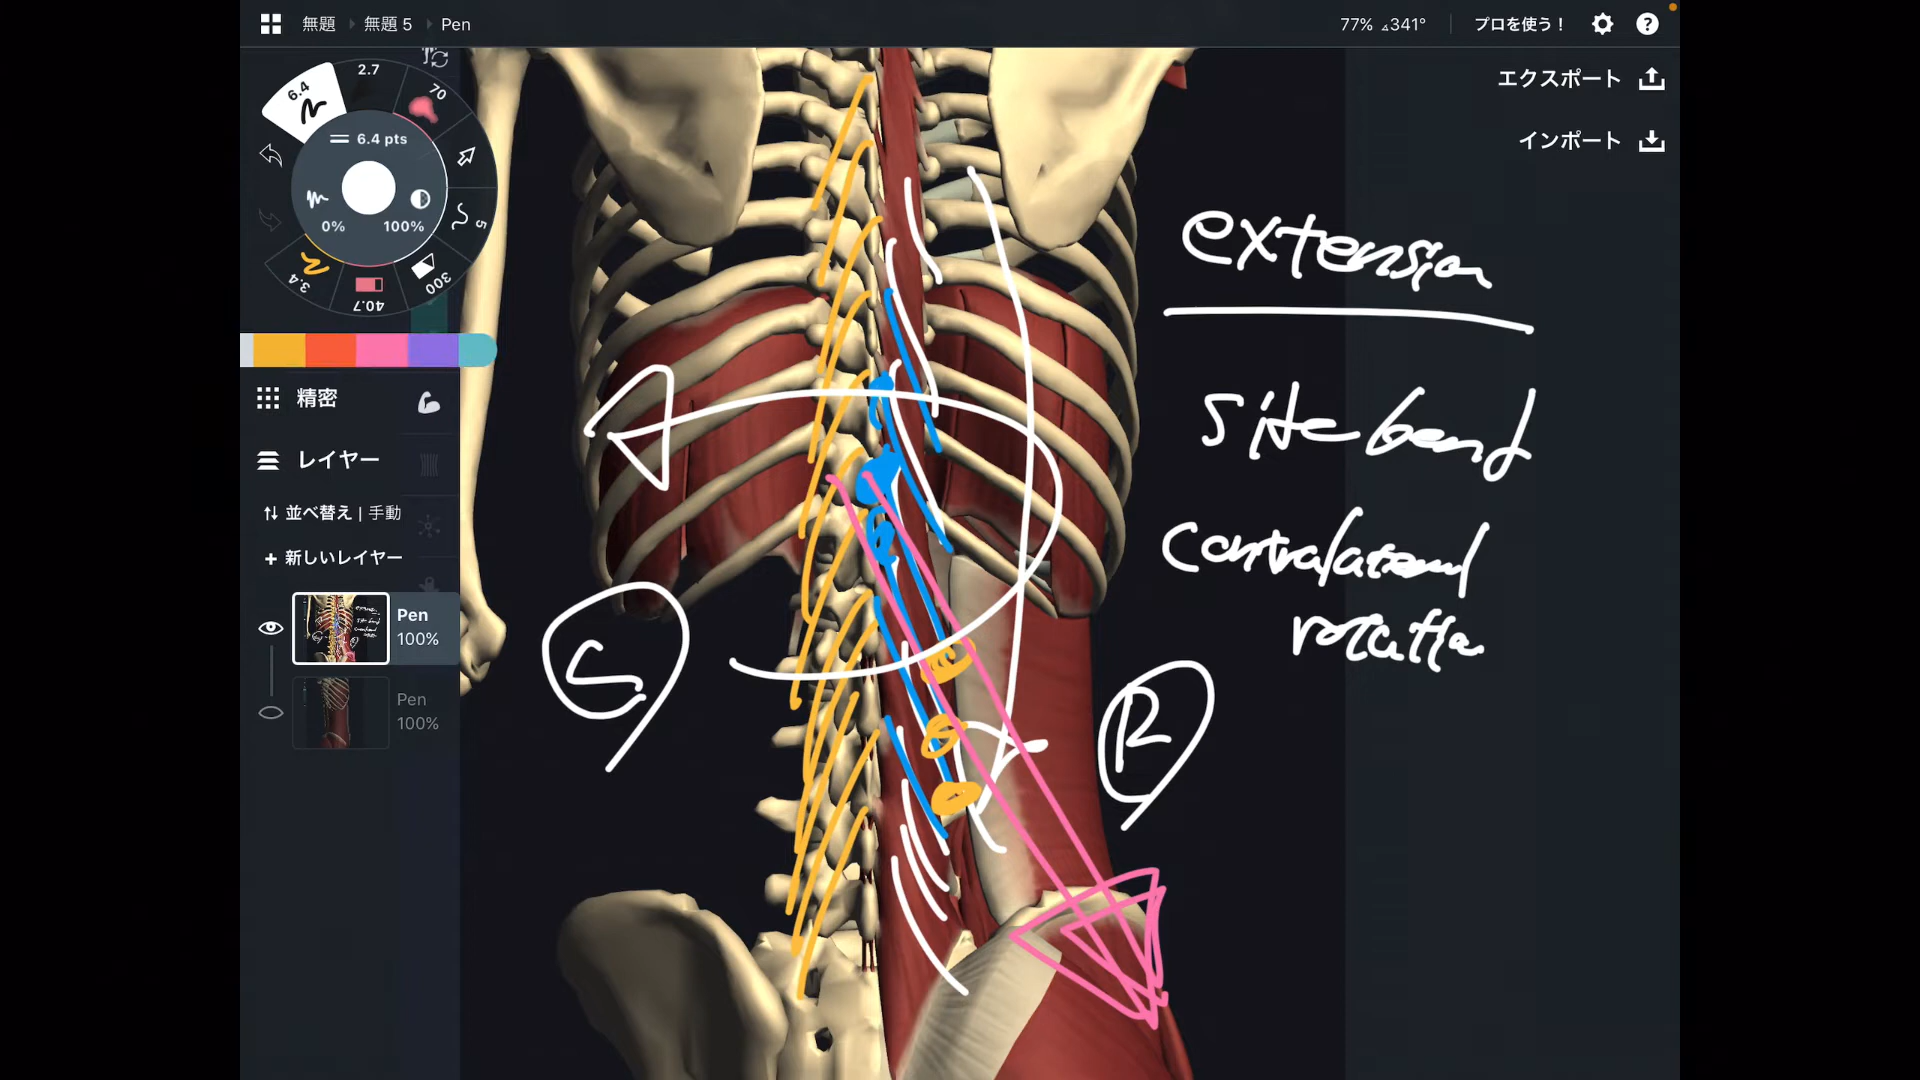 無題 無題 5 Pen
77% ⊿341° プロを使う！
エクスポート
インポート
2.7
6.4
70
6.4 pts
0% 100%
5
3.4
40.7
300
精密
レイヤー
並べ替え | 手動
+ 新しいレイヤー
Pen
100%
Pen
100%
extension
site bend
contralateral
L
R